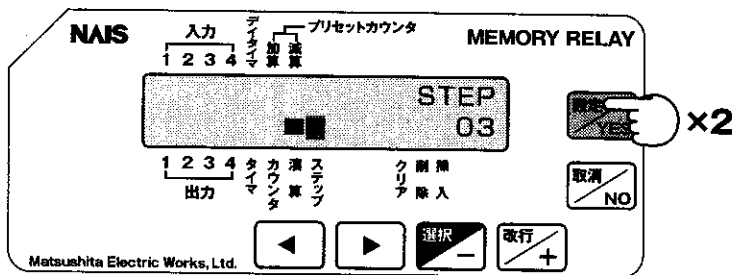 NAIS
入力
1 2 3 4
デイタイマ
プリセットカウンタ
加算
減算
MEMORY RELAY
STEP
03
設定
YES
×2
1 2 3 4
出力
タイマ
カウンタ
演算
ステップ
クリア
削除
挿入
取消
NO
◀
▶
選択
−
改行
+
Matsushita Electric Works, Ltd.